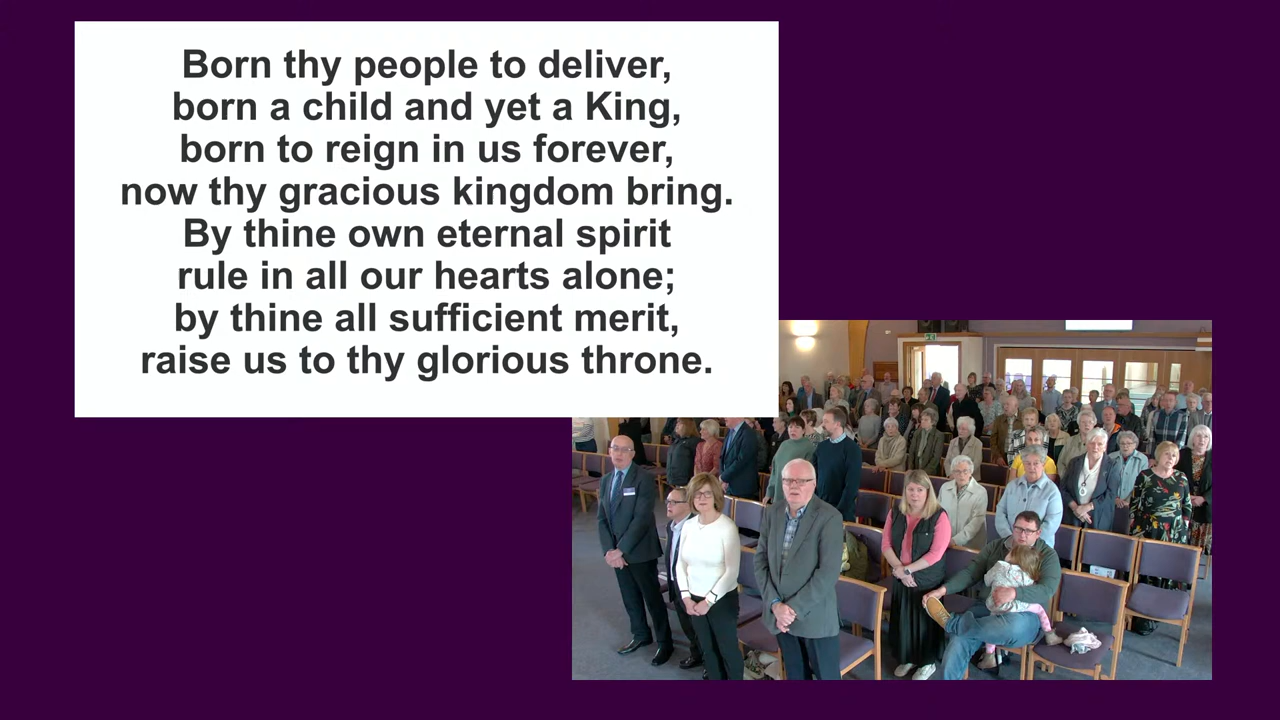 Born thy people to deliver,
born a child and yet a King,
born to reign in us forever,
now thy gracious kingdom bring.
By thine own eternal spirit
rule in all our hearts alone;
by thine all sufficient merit,
raise us to thy glorious throne.